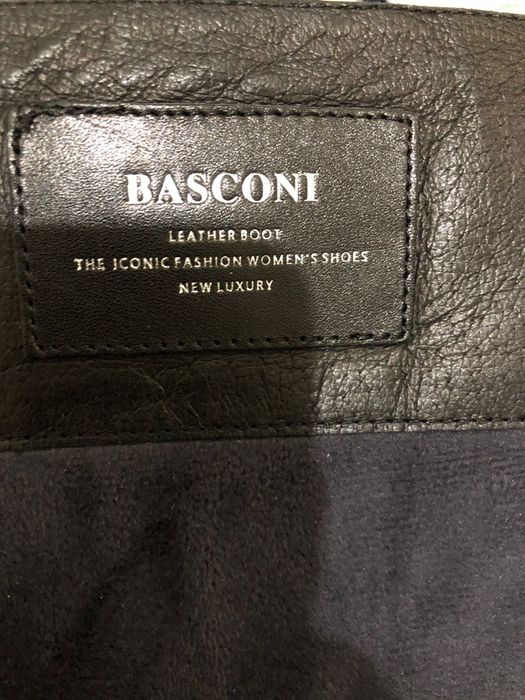 BASCONI
LEATHER BOOT
THE ICONIC FASHION WOMEN'S SHOES
NEW LUXURY